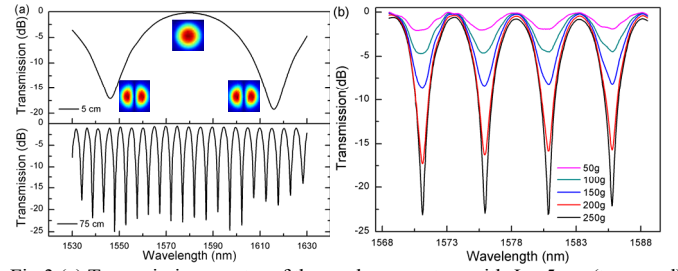 (a)
Transmission (dB)
0
-5
-10
-15
-20
5 cm
Transmission (dB)
-5
-10
-15
-20
-25
75 cm
1530
1550
1570
1590
1610
1630
Wavelength (nm)
(b)
Transmission(dB)
0
-5
-10
-15
-20
-25
50g
100g
150g
200g
250g
1568
1573
1578
1583
1588
Wavelength (nm)